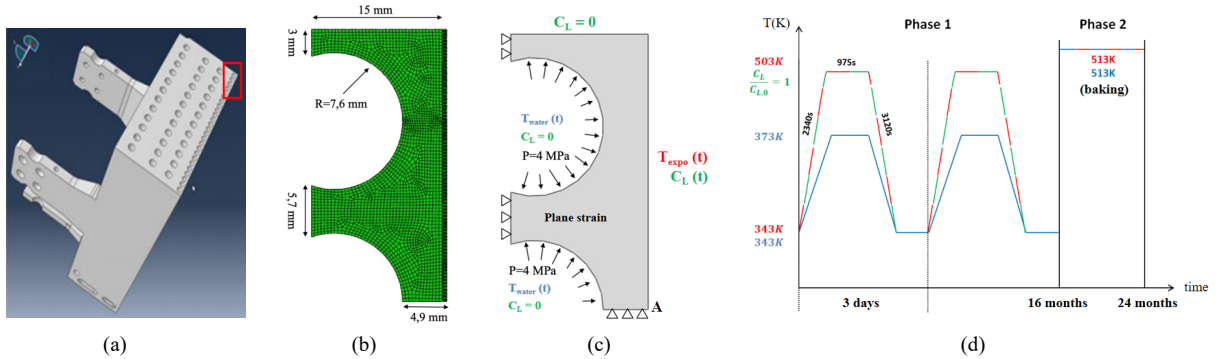 15 mm
3 mm
R=7,6 mm
5,7 mm
4,9 mm
C_L = 0
T_water (t)
C_L = 0
P=4 MPa
Plane strain
P=4 MPa
T_water (t)
C_L = 0
A
T_expo (t)
C_L (t)
T(K)
Phase 1
Phase 2
503K
C_L/C_L,0 = 1
975s
2340s
3120s
373K
343K
343K
513K
513K
(baking)
3 days
16 months
24 months
time
(a)
(b)
(c)
(d)